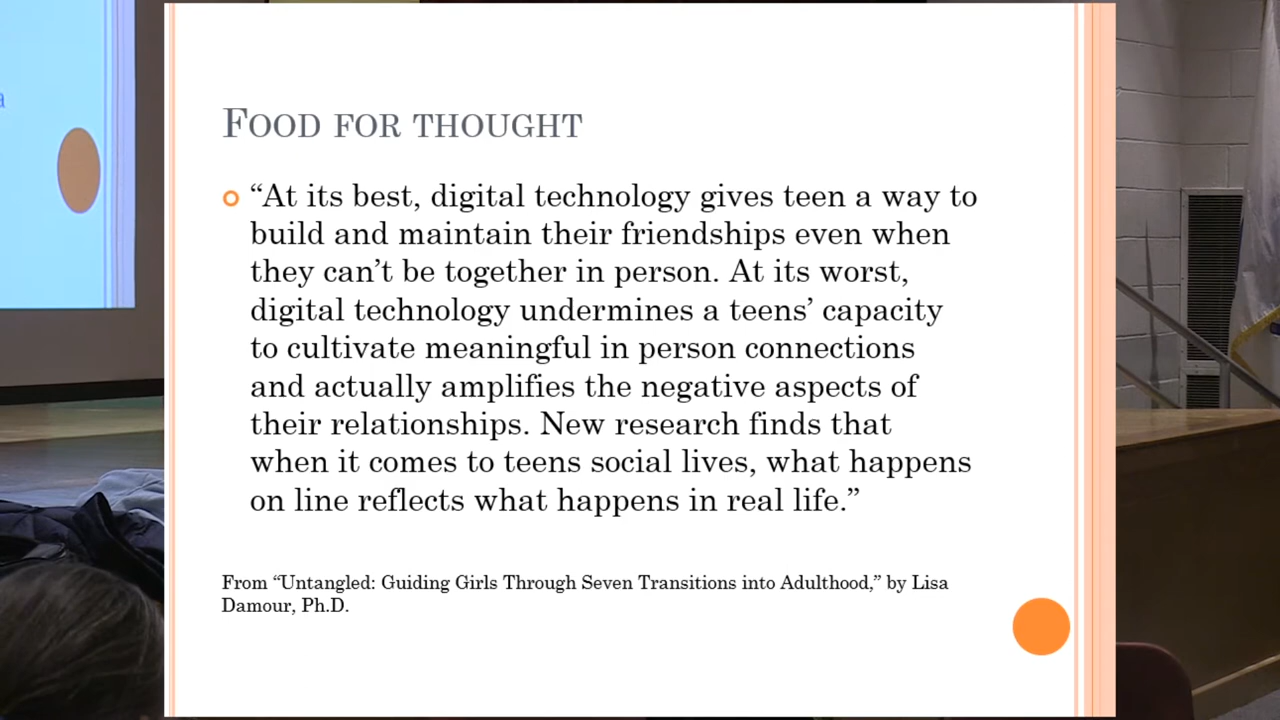 FOOD FOR THOUGHT
“At its best, digital technology gives teen a way to
build and maintain their friendships even when
they can’t be together in person. At its worst,
digital technology undermines a teens’ capacity
to cultivate meaningful in person connections
and actually amplifies the negative aspects of
their relationships. New research finds that
when it comes to teens social lives, what happens
on line reflects what happens in real life.”
From “Untangled: Guiding Girls Through Seven Transitions into Adulthood,” by Lisa
Damour, Ph.D.